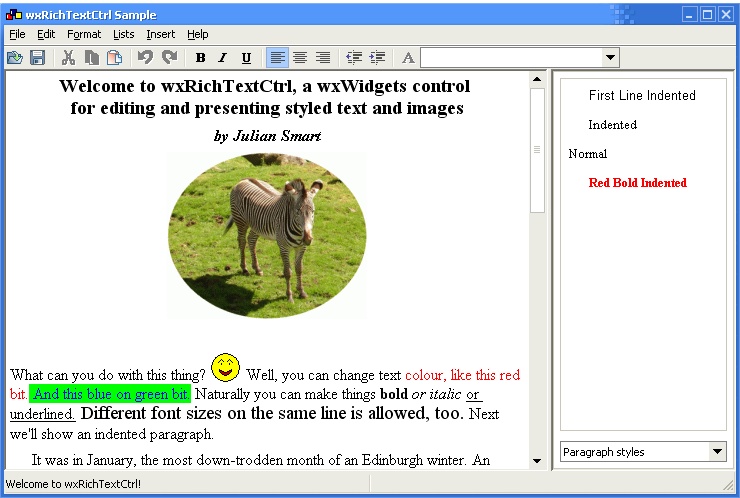 wxRichTextCtrl Sample
File Edit Format Lists Insert Help
B I U A
Welcome to wxRichTextCtrl, a wxWidgets control
for editing and presenting styled text and images
by Julian Smart
What can you do with this thing? Well, you can change text colour, like this red
bit. And this blue on green bit. Naturally you can make things bold or italic or
underlined. Different font sizes on the same line is allowed, too. Next
we'll show an indented paragraph.
It was in January, the most down-trodden month of an Edinburgh winter. An
First Line Indented
Indented
Normal
Red Bold Indented
Paragraph styles
Welcome to wxRichTextCtrl!